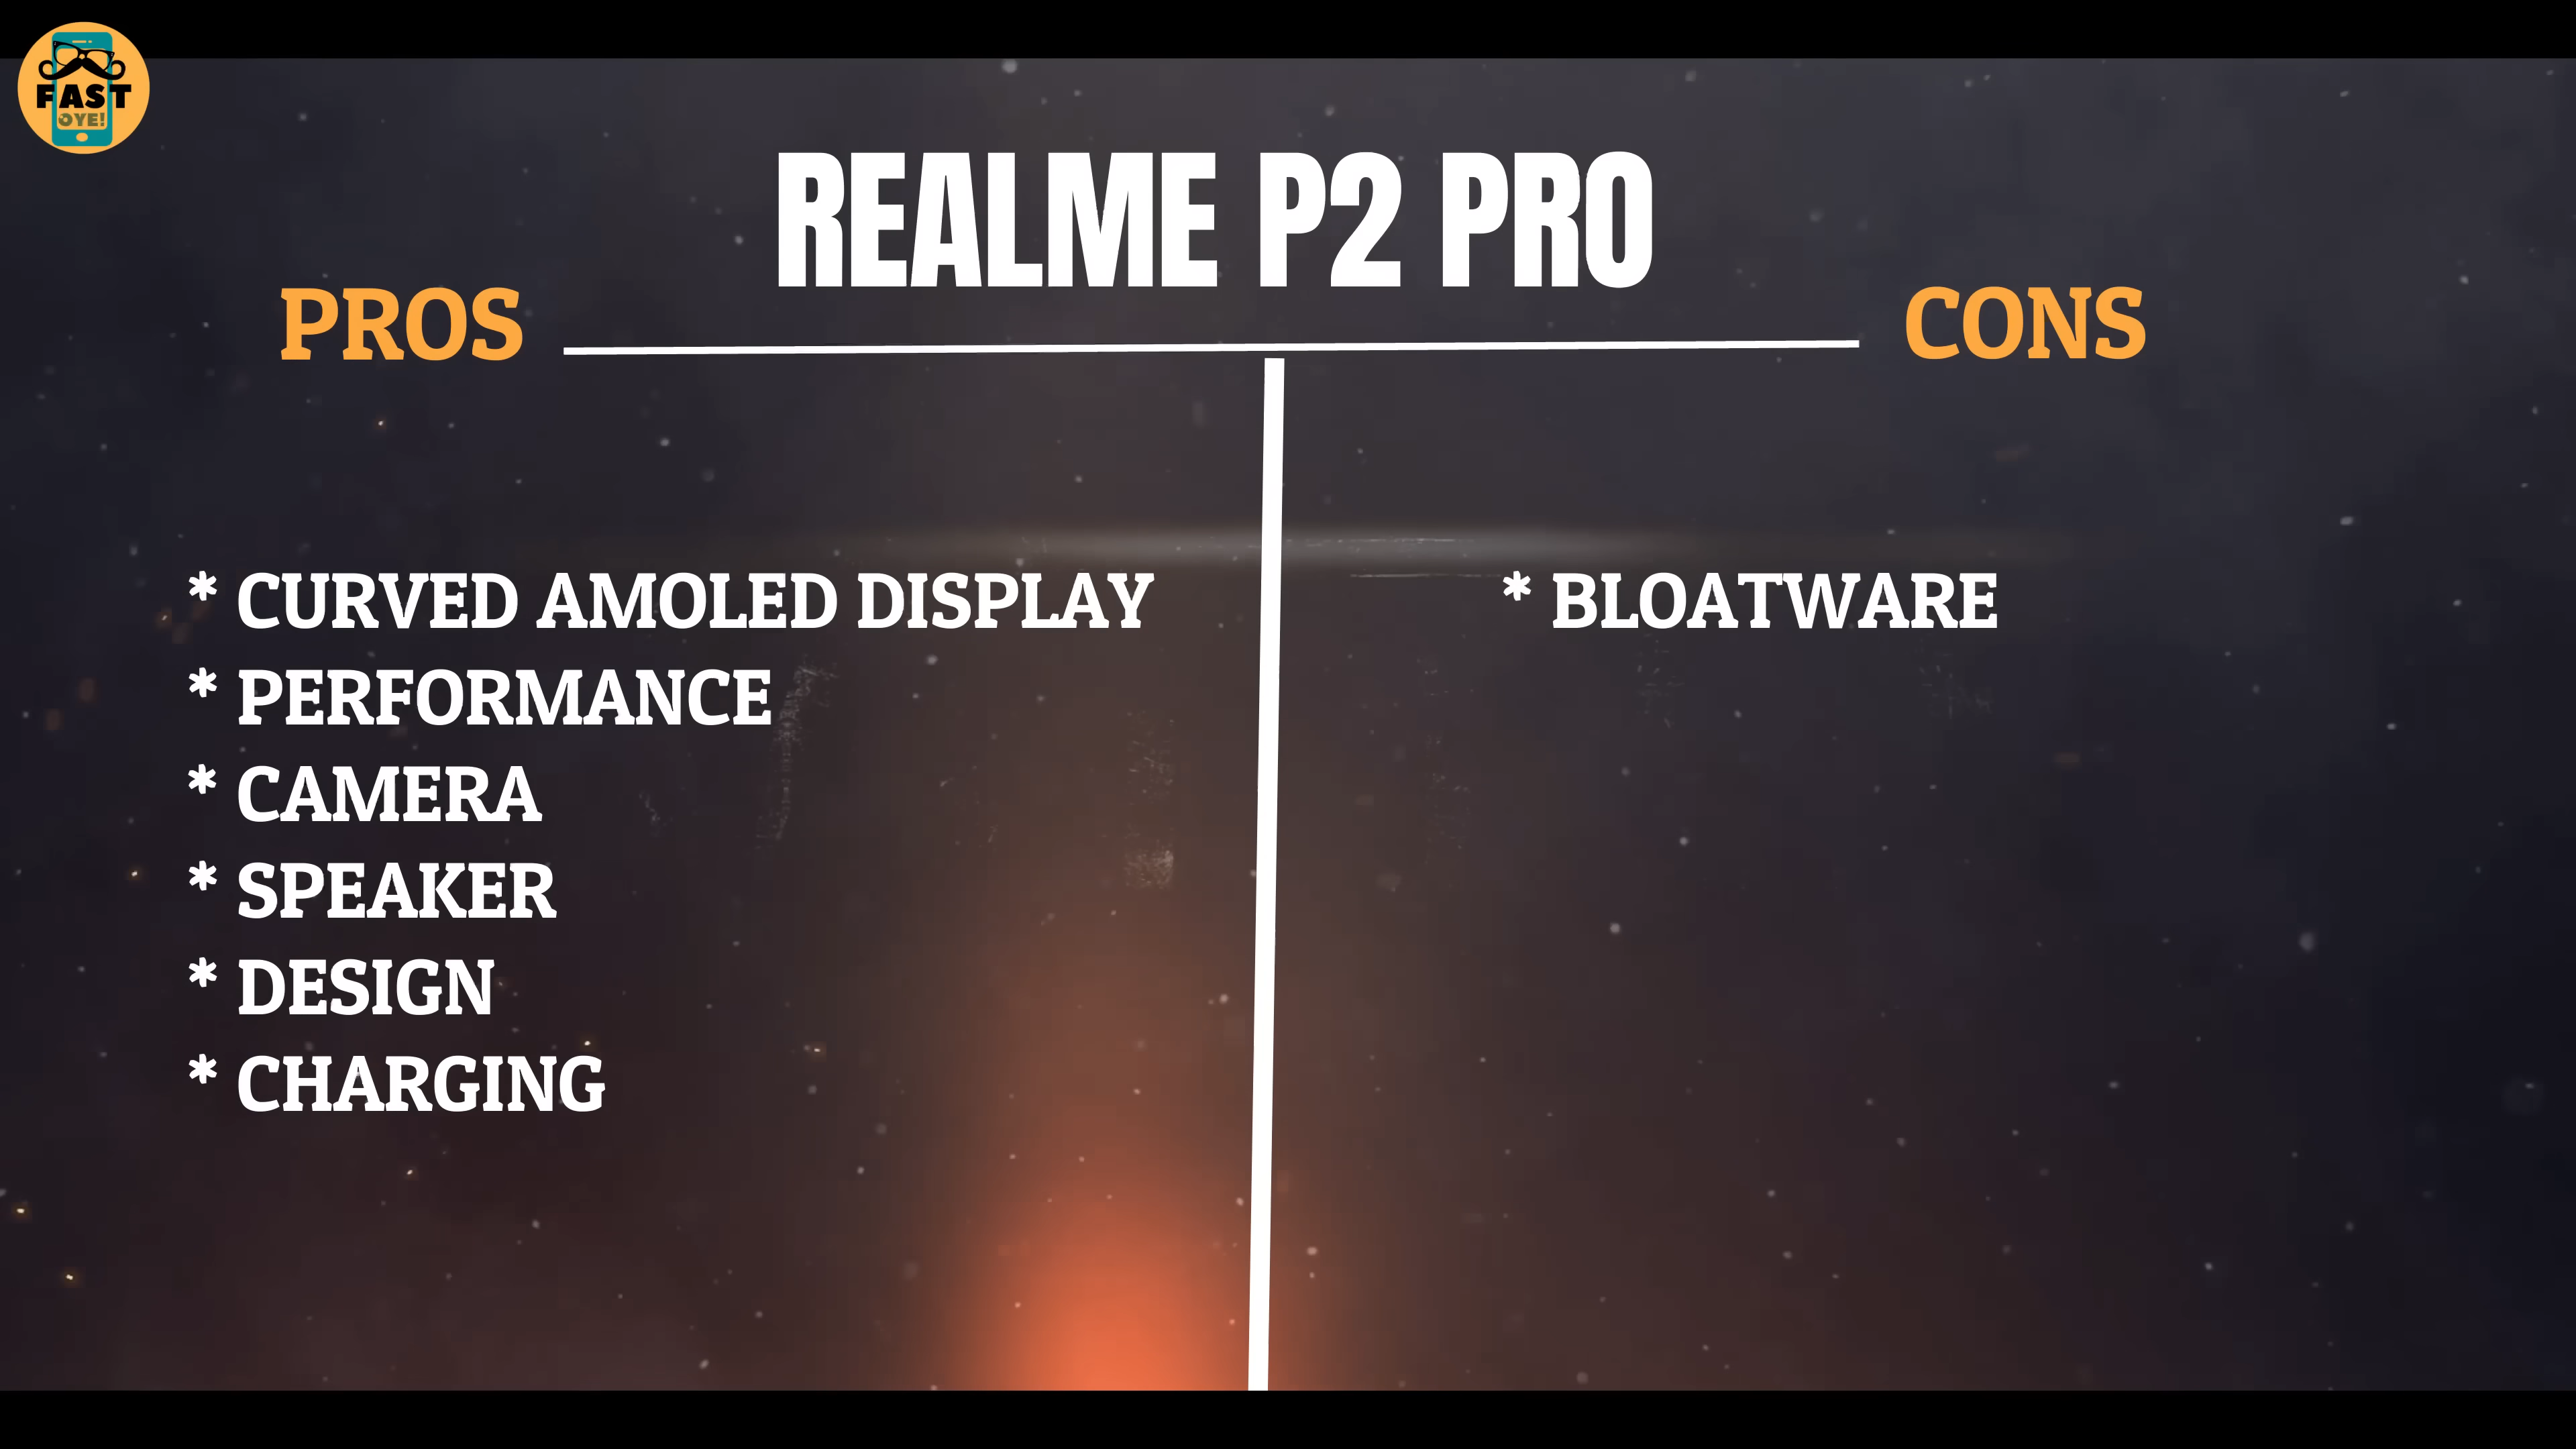 FAST
OYE!
REALME P2 PRO
PROS
CONS
* CURVED AMOLED DISPLAY
* PERFORMANCE
* CAMERA
* SPEAKER
* DESIGN
* CHARGING
* BLOATWARE